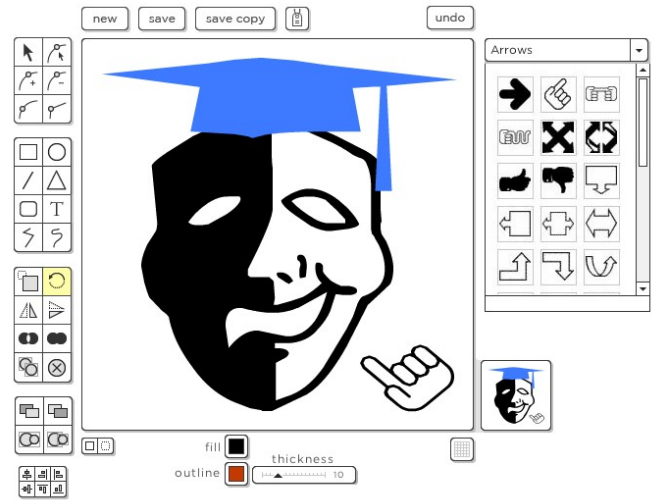 new save save copy undo
Arrows
T
fill
thickness
outline 10